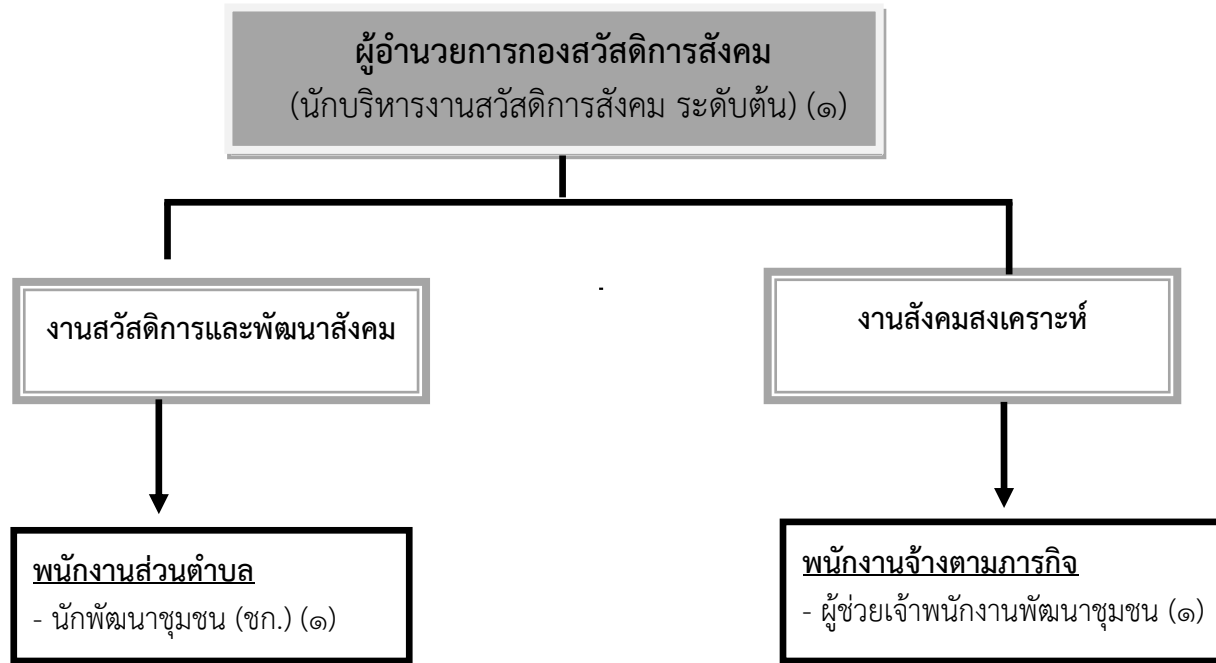 ผู้อำนวยการกองสวัสดิการสังคม
(นักบริหารงานสวัสดิการสังคม ระดับต้น) (๑)
งานสวัสดิการและพัฒนาสังคม
งานสังคมสงเคราะห์
พนักงานส่วนตำบล
- นักพัฒนาชุมชน (ชก.) (๑)
พนักงานจ้างตามภารกิจ
- ผู้ช่วยเจ้าพนักงานพัฒนาชุมชน (๑)